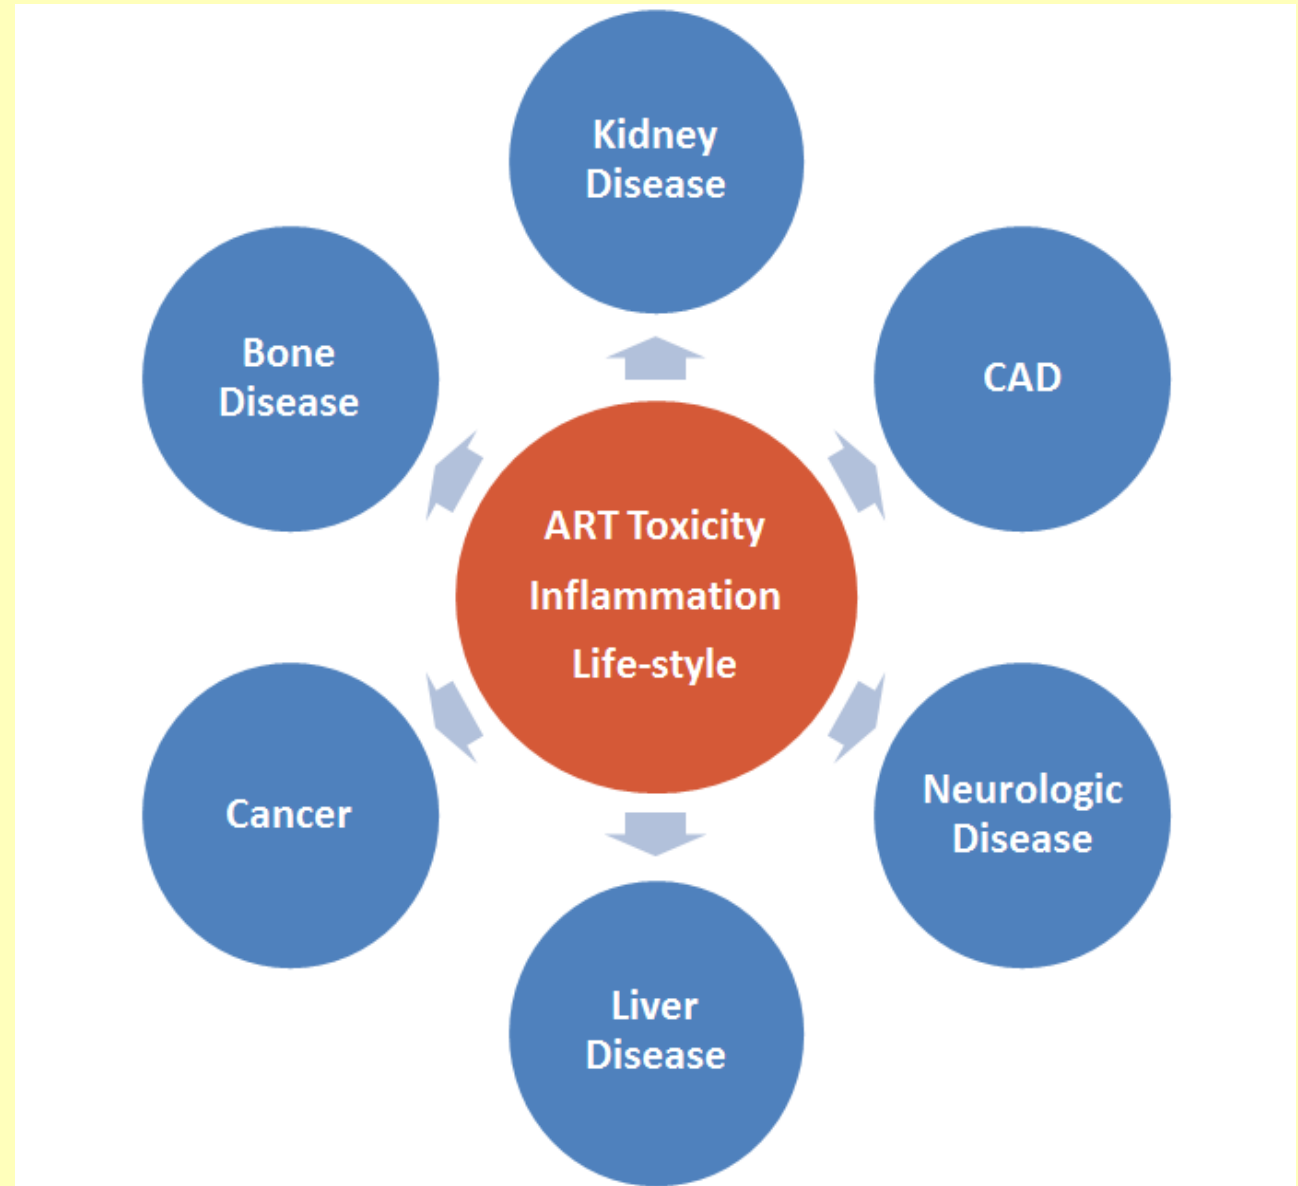 Kidney
Disease
Bone
Disease
CAD
ART Toxicity
Inflammation
Life-style
Cancer
Neurologic
Disease
Liver
Disease